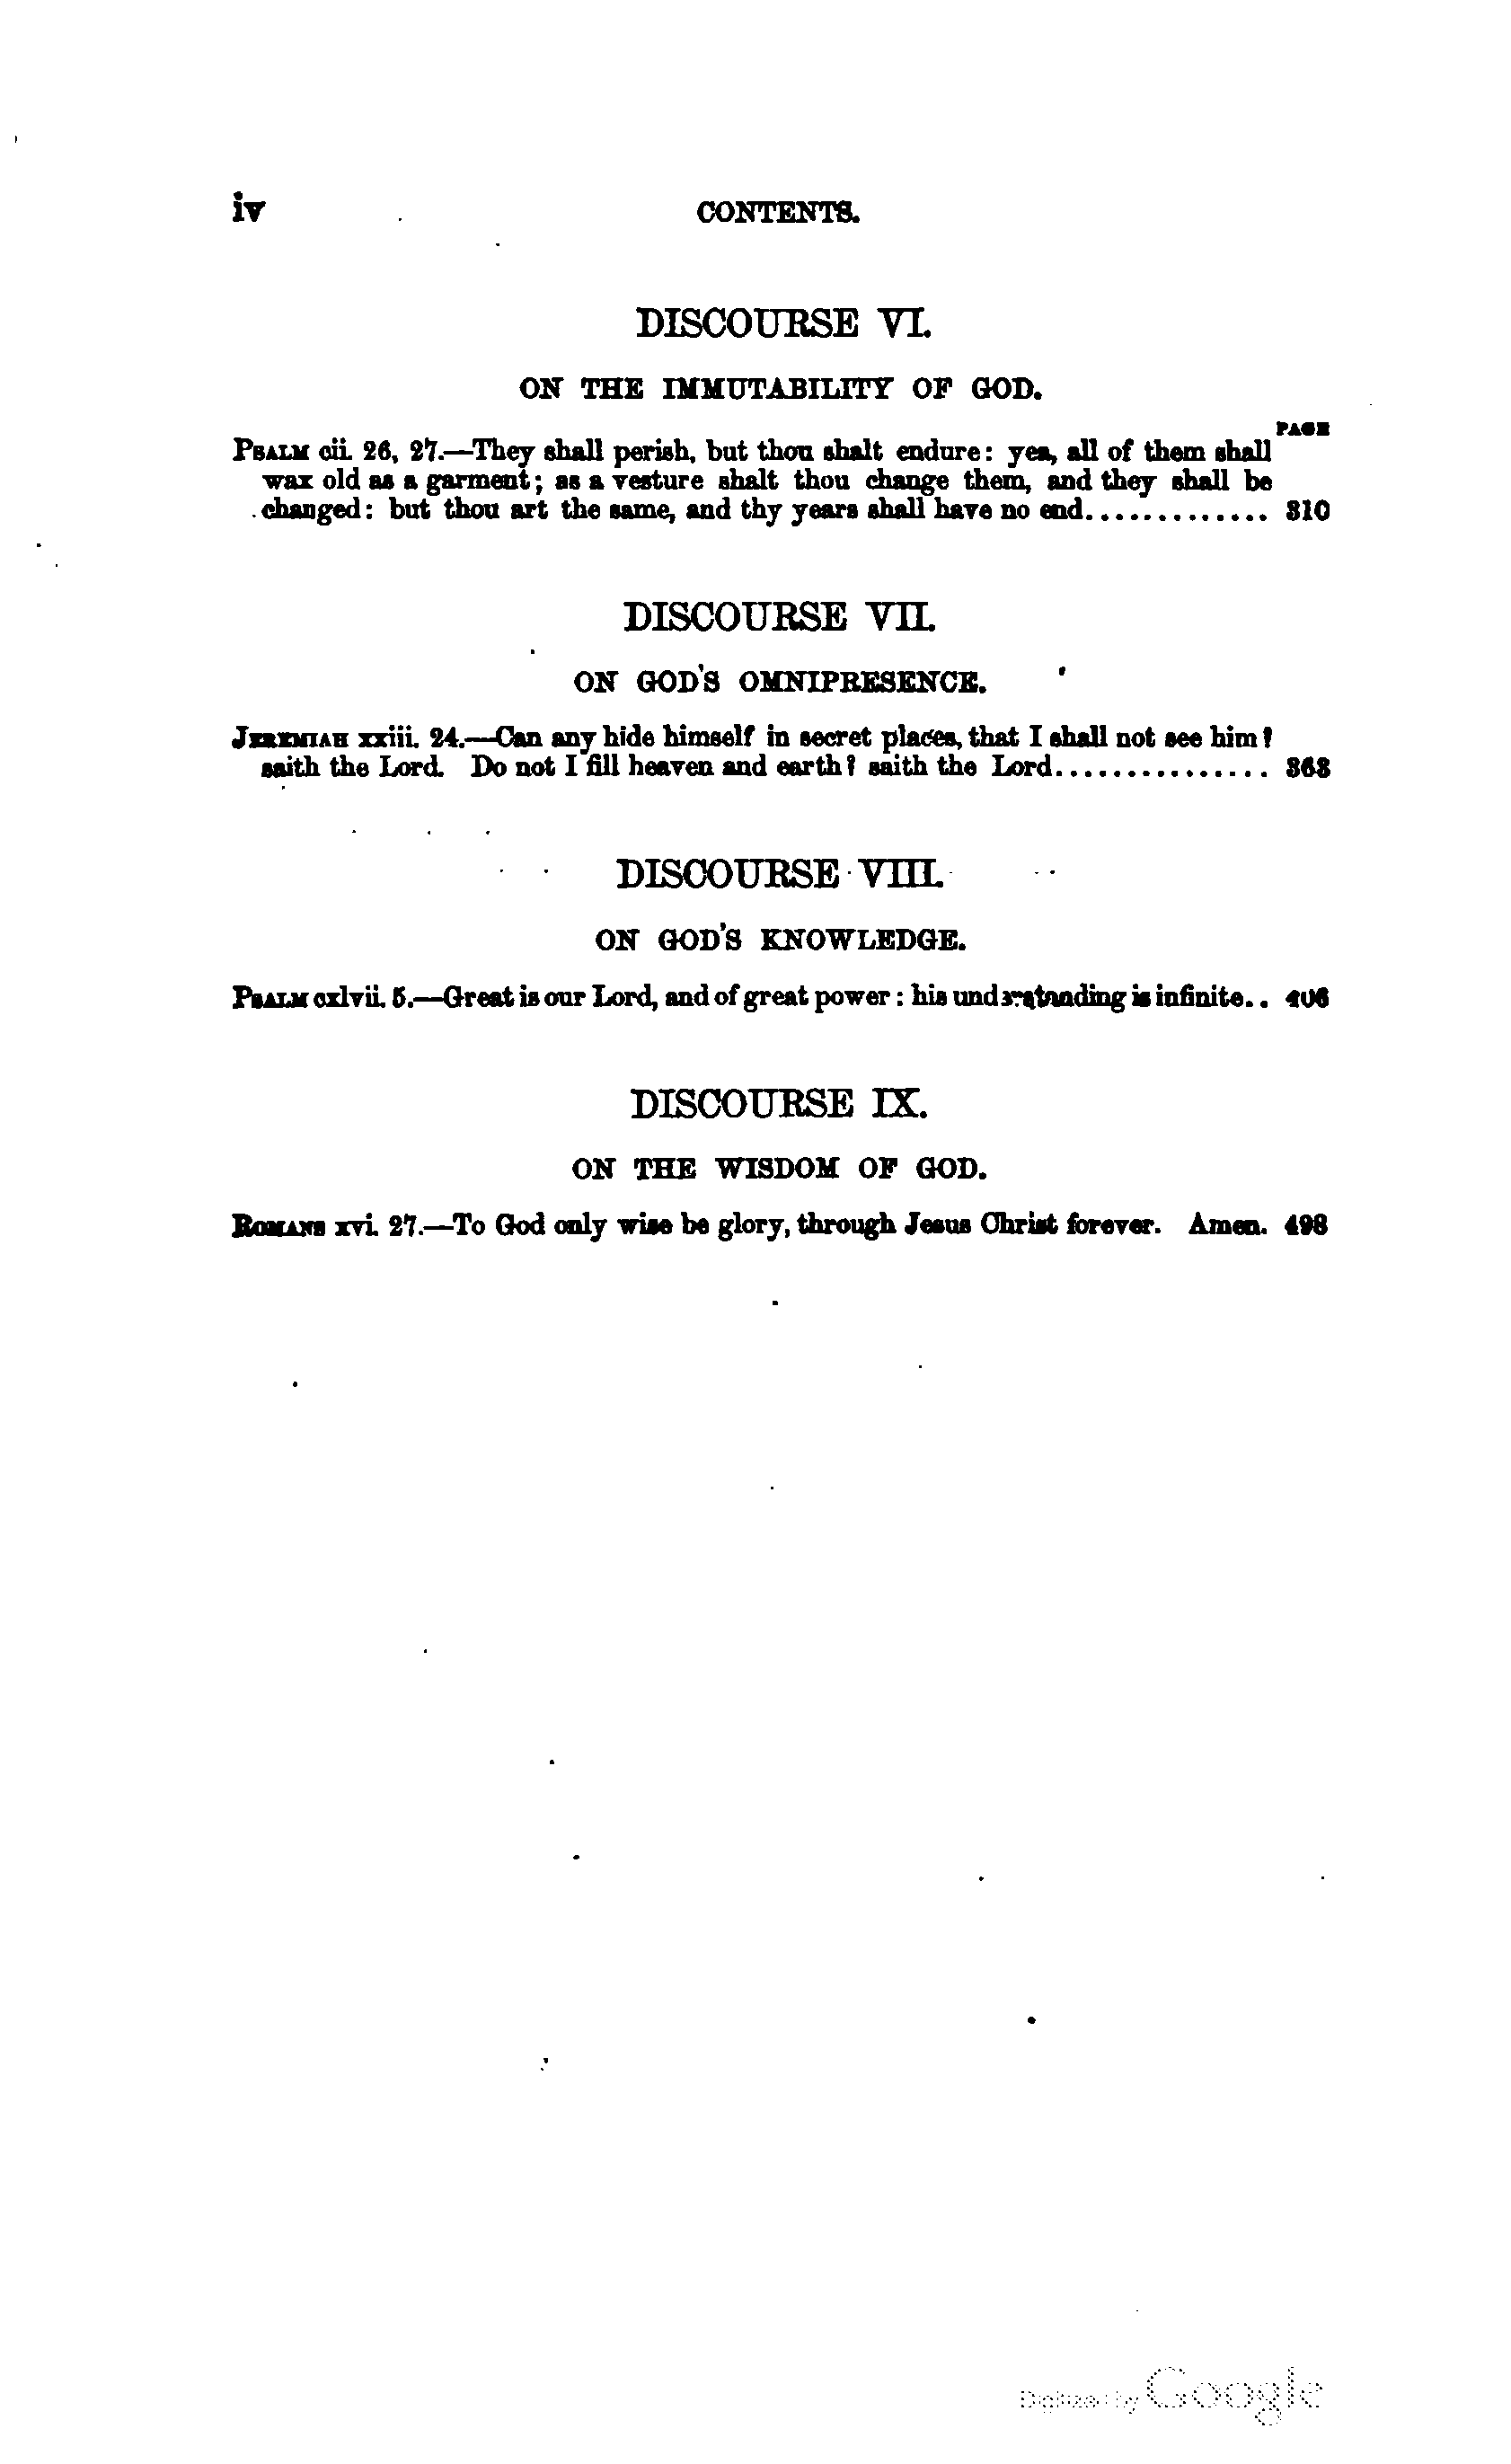 iv CONTENTS.
DISCOURSE VI.
ON THE IMMUTABILITY OF GOD.
PAGE
PSALM cii. 26, 27.—They shall perish, but thou shalt endure: yea, all of them shall
wax old as a garment; as a vesture shalt thou change them, and they shall be
changed: but thou art the same, and thy years shall have no end............. 310
DISCOURSE VII.
ON GOD'S OMNIPRESENCE.
JEREMIAH xxiii. 24.—Can any hide himself in secret places, that I shall not see him?
saith the Lord. Do not I fill heaven and earth? saith the Lord............... 363
DISCOURSE VIII.
ON GOD'S KNOWLEDGE.
PSALM cxlvii. 5.—Great is our Lord, and of great power: his understanding is infinite.. 406
DISCOURSE IX.
ON THE WISDOM OF GOD.
ROMANS xvi. 27.—To God only wise be glory, through Jesus Christ forever. Amen. 498
Digitized by Google